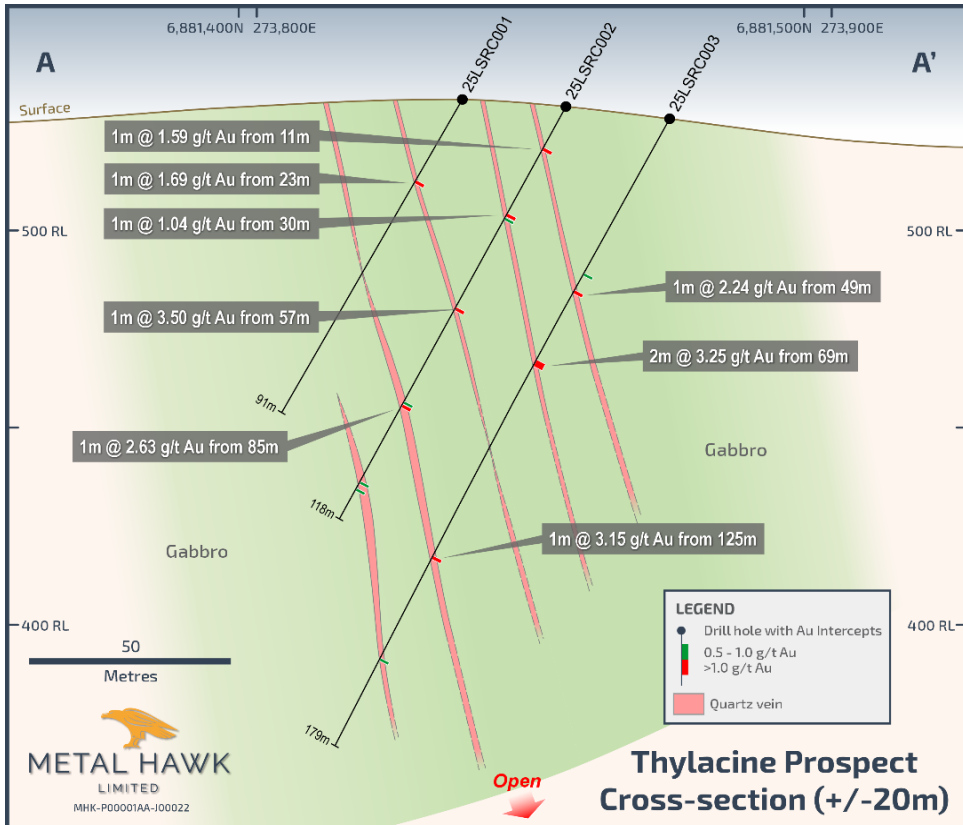 6,881,400N 273,800E
6,881,500N 273,900E
A
A'
25LSRC001
25LSRC002
25LSRC003
Surface
1m @ 1.59 g/t Au from 11m
1m @ 1.69 g/t Au from 23m
1m @ 1.04 g/t Au from 30m
500 RL
500 RL
1m @ 2.24 g/t Au from 49m
1m @ 3.50 g/t Au from 57m
2m @ 3.25 g/t Au from 69m
91m
1m @ 2.63 g/t Au from 85m
Gabbro
118m
1m @ 3.15 g/t Au from 125m
Gabbro
400 RL
400 RL
LEGEND
Drill hole with Au Intercepts
0.5 - 1.0 g/t Au
>1.0 g/t Au
Quartz vein
50
Metres
179m
METAL HAWK
LIMITED
MHK-P00001AA-J00022
Open
Thylacine Prospect
Cross-section (+/-20m)